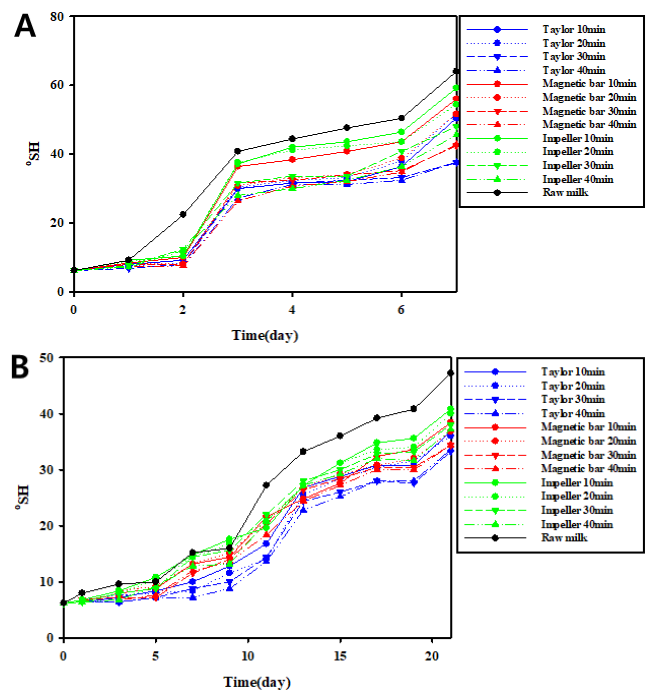 A
80
60
40
20
0
°SH
0 2 4 6
Time(day)
Taylor 10min
Taylor 20min
Taylor 30min
Taylor 40min
Magnetic bar 10min
Magnetic bar 20min
Magnetic bar 30min
Magnetic bar 40min
Impeller 10min
Impeller 20min
Impeller 30min
Impeller 40min
Raw milk
B
50
40
30
20
10
0
°SH
0 5 10 15 20
Time(day)
Taylor 10min
Taylor 20min
Taylor 30min
Taylor 40min
Magnetic bar 10min
Magnetic bar 20min
Magnetic bar 30min
Magnetic bar 40min
Impeller 10min
Impeller 20min
Impeller 30min
Impeller 40min
Raw milk